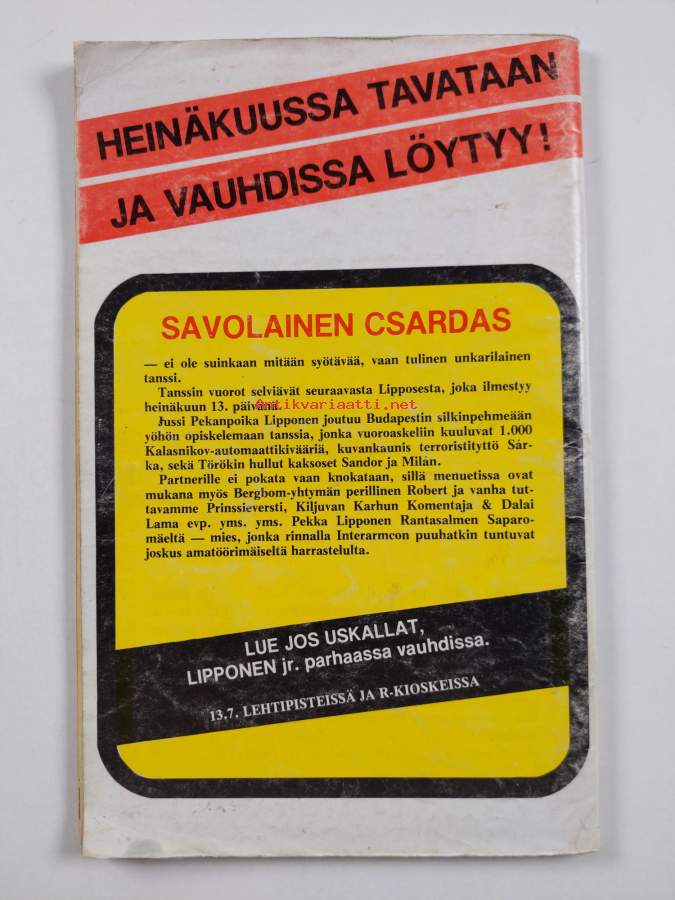 HEINÄKUUSSA TAVATAAN
JA VAUHDISSA LÖYTYY!
SAVOLAINEN CSARDAS
— ei ole suinkaan mitään syötävää, vaan tulinen unkarilainen
tanssi.
Tanssin vuorot selviävät seuraavasta Lipposesta, joka ilmestyy
heinäkuun 13. päivänä.
Antikvariaatti.net
Jussi Pekanpoika Lipponen joutuu Budapestin silkinpehmeään
yöhön opiskelemaan tanssia, jonka vuoroaskeliin kuuluvat 1.000
Kalasnikov-automaattikivääriä, kuvankaunis terroristityttö Sár-
ka, sekä Törökin hullut kaksoset Sandor ja Milán.
Partnerille ei pokata vaan knokataan, sillä menuetissa ovat
mukana myös Bergbom-yhtymän perillinen Robert ja vanha tut-
tavamme Prinssieversti, Kiljuvan Karhun Komentaja & Dalai
Lama evp. yms. yms. Pekka Lipponen Rantasalmen Saparo-
mäeltä — mies, jonka rinnalla Interarmcon puuhatkin tuntuvat
joskus amatöörimäiseltä harrastelulta.
LUE JOS USKALLAT,
LIPPONEN jr. parhaassa vauhdissa.
13.7. LEHTIPISTEISSÄ JA R-KIOSKEISSA